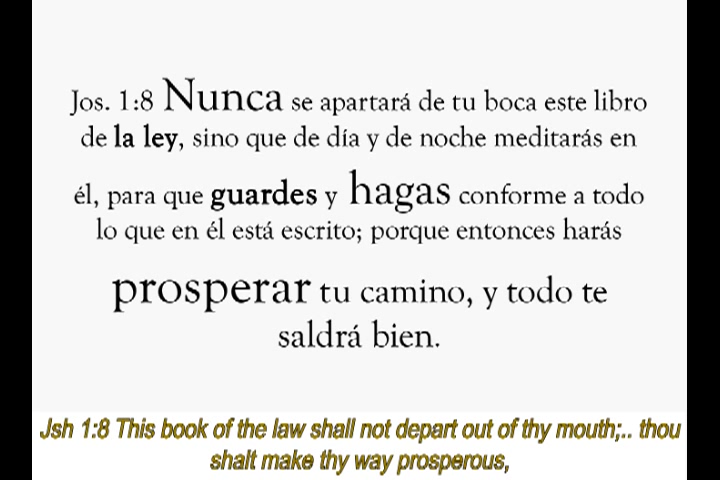 Jos. 1:8 Nunca se apartará de tu boca este libro
de la ley, sino que de día y de noche meditarás en
él, para que guardes y hagas conforme a todo
lo que en él está escrito; porque entonces harás
prosperar tu camino, y todo te
saldrá bien.
Jsh 1:8 This book of the law shall not depart out of thy mouth;.. thou
shalt make thy way prosperous,